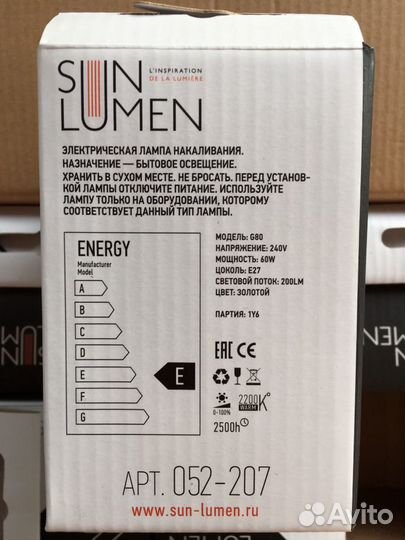 SUN
LUMEN
L'INSPIRATION
DE LA LUMIÈRE
ЭЛЕКТРИЧЕСКАЯ ЛАМПА НАКАЛИВАНИЯ.
НАЗНАЧЕНИЕ — БЫТОВОЕ ОСВЕЩЕНИЕ.
ХРАНИТЬ В СУХОМ МЕСТЕ. НЕ БРОСАТЬ. ПЕРЕД УСТАНОВ-
КОЙ ЛАМПЫ ОТКЛЮЧИТЕ ПИТАНИЕ. ИСПОЛЬЗУЙТЕ
ЛАМПУ ТОЛЬКО НА ОБОРУДОВАНИИ, КОТОРОМУ
СООТВЕТСТВУЕТ ДАННЫЙ ТИП ЛАМПЫ.
ENERGY
Manufacturer
Model
A
B
C
D
E
F
G
E
МОДЕЛЬ: G80
НАПРЯЖЕНИЕ: 240V
МОЩНОСТЬ: 60W
ЦОКОЛЬ: E27
СВЕТОВОЙ ПОТОК: 200LM
ЦВЕТ: ЗОЛОТОЙ
ПАРТИЯ: 1У6
EAC CE
0-100%
2200K°
WARM
2500h
АРТ. 052-207
www.sun-lumen.ru
LUMEN
Avito